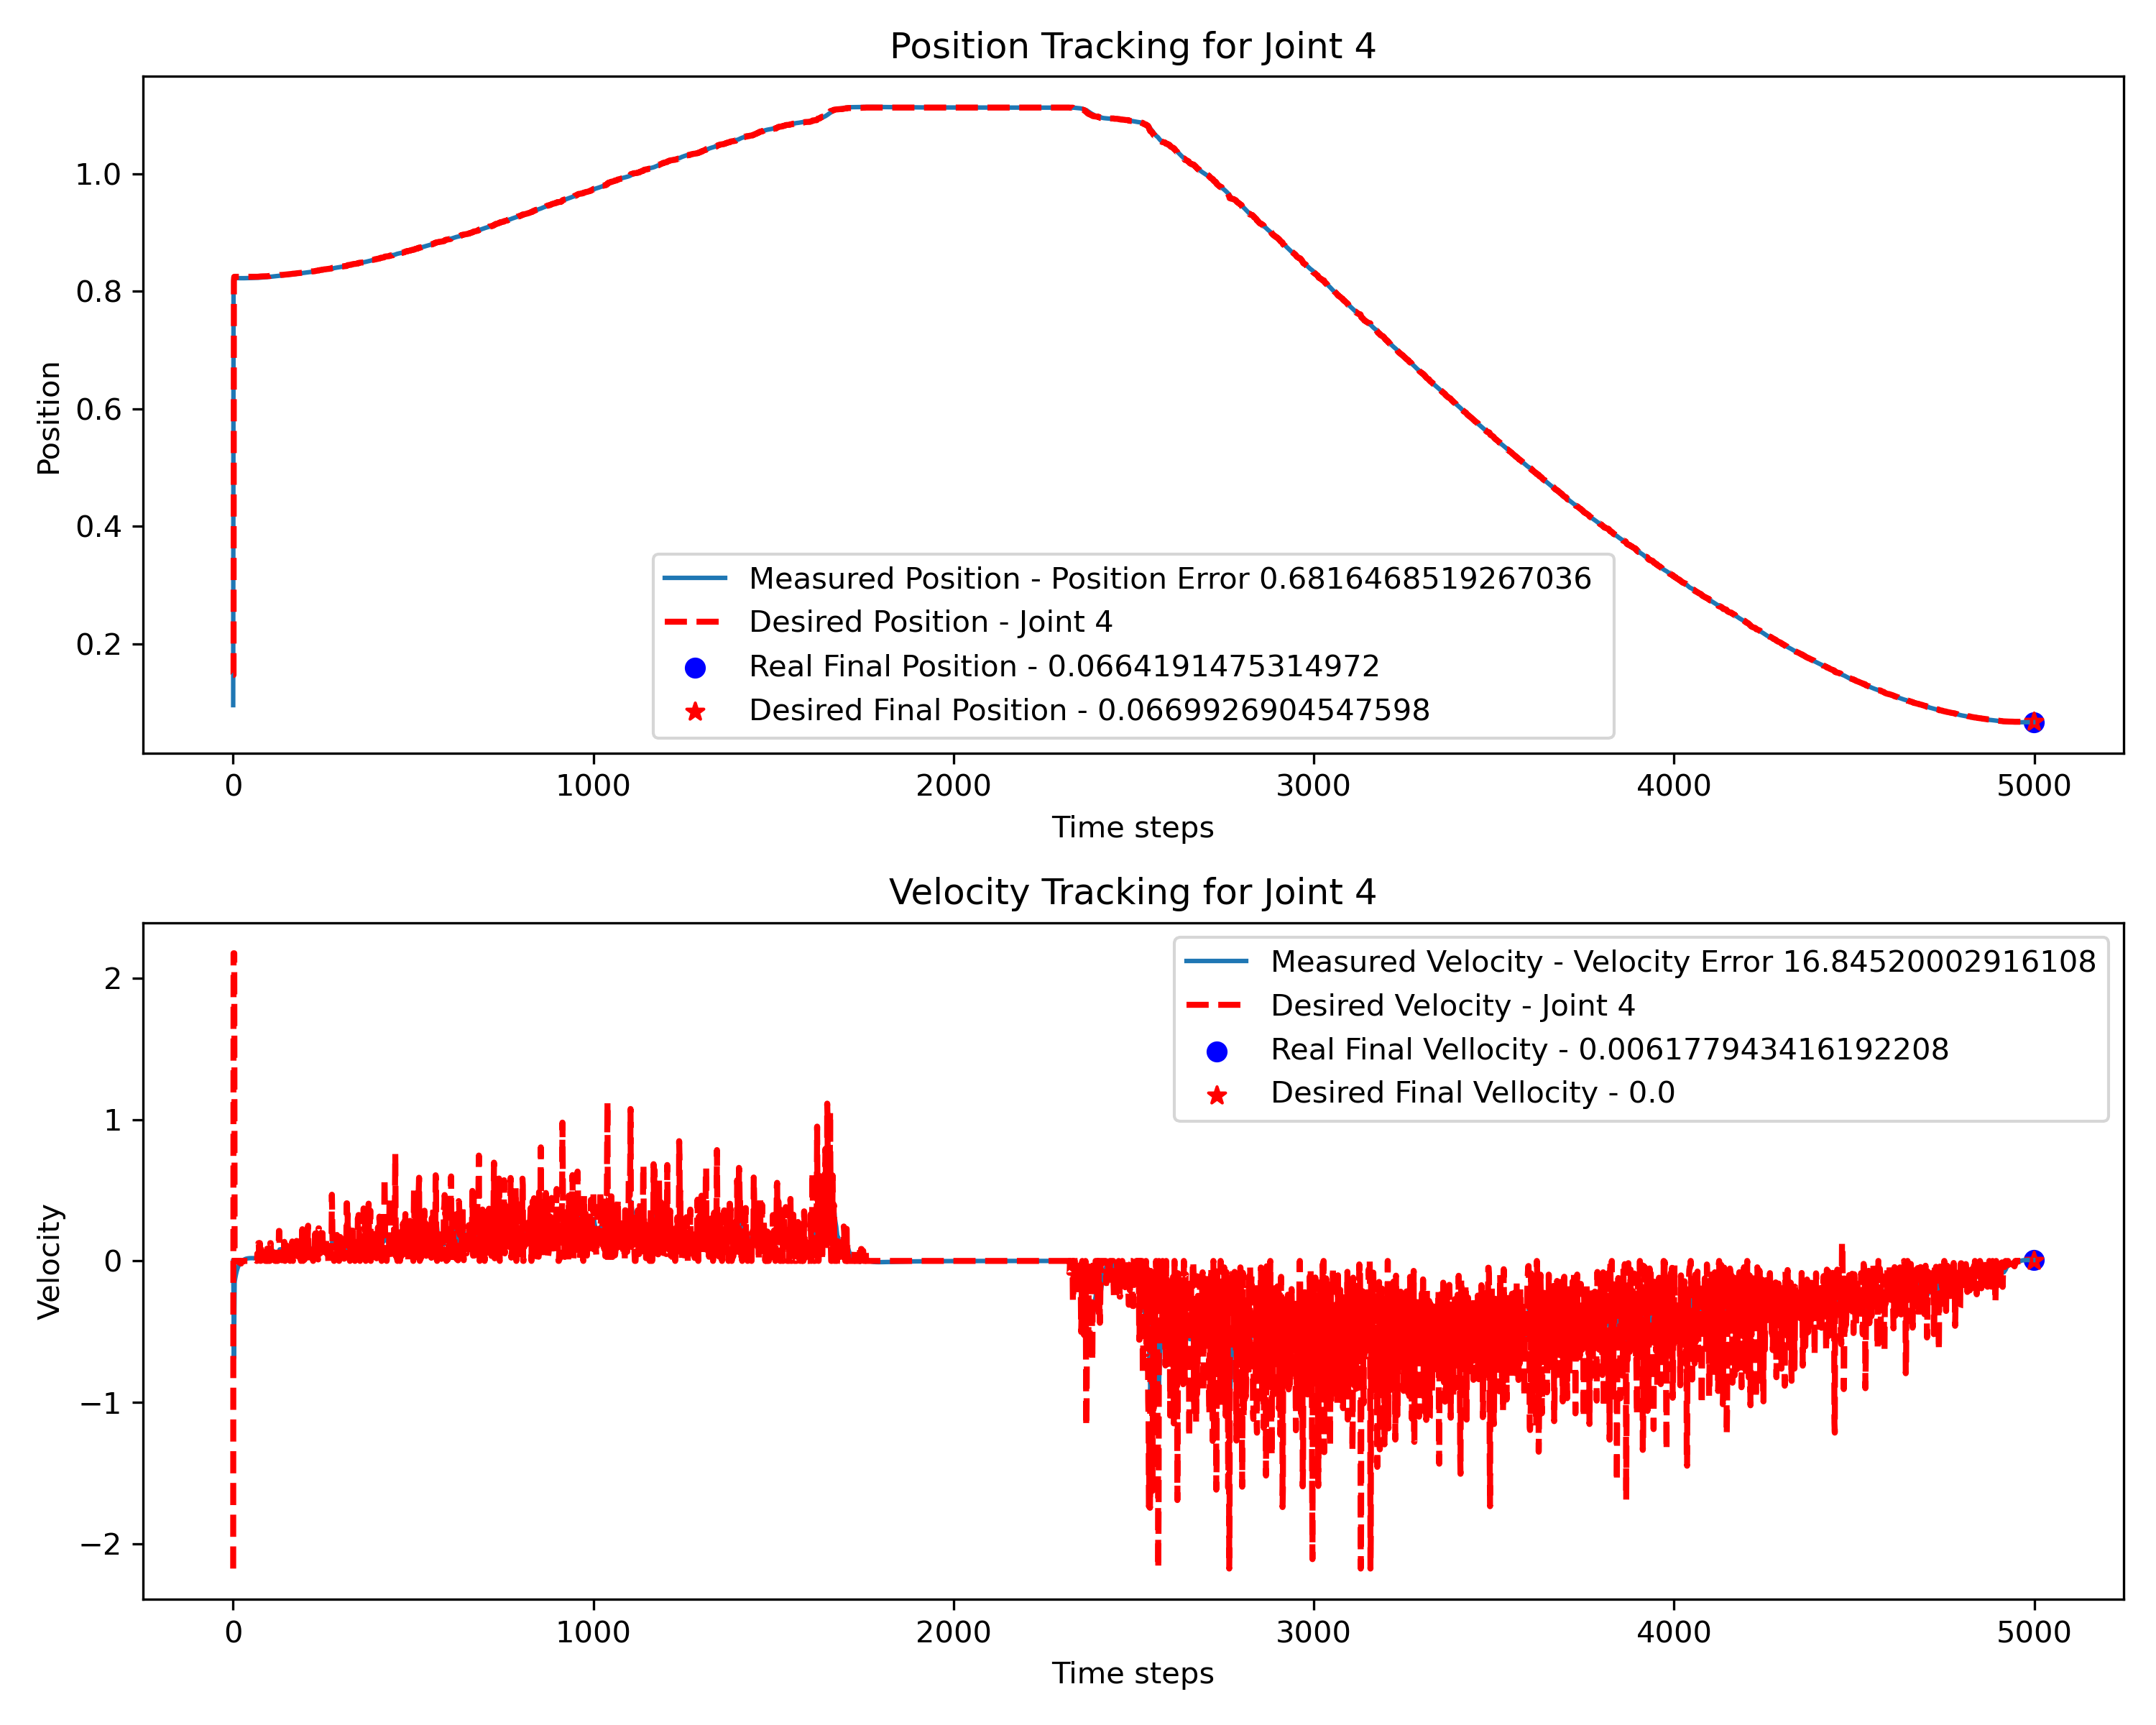 Position Tracking for Joint 4
Position
1.0
0.8
0.6
0.4
0.2
Measured Position - Position Error 0.6816468519267036
Desired Position - Joint 4
Real Final Position - 0.0664191475314972
Desired Final Position - 0.0669926904547598
0 1000 2000 3000 4000 5000
Time steps
Velocity Tracking for Joint 4
Velocity
2
1
0
−1
−2
Measured Velocity - Velocity Error 16.84520002916108
Desired Velocity - Joint 4
Real Final Vellocity - 0.006177943416192208
Desired Final Vellocity - 0.0
0 1000 2000 3000 4000 5000
Time steps